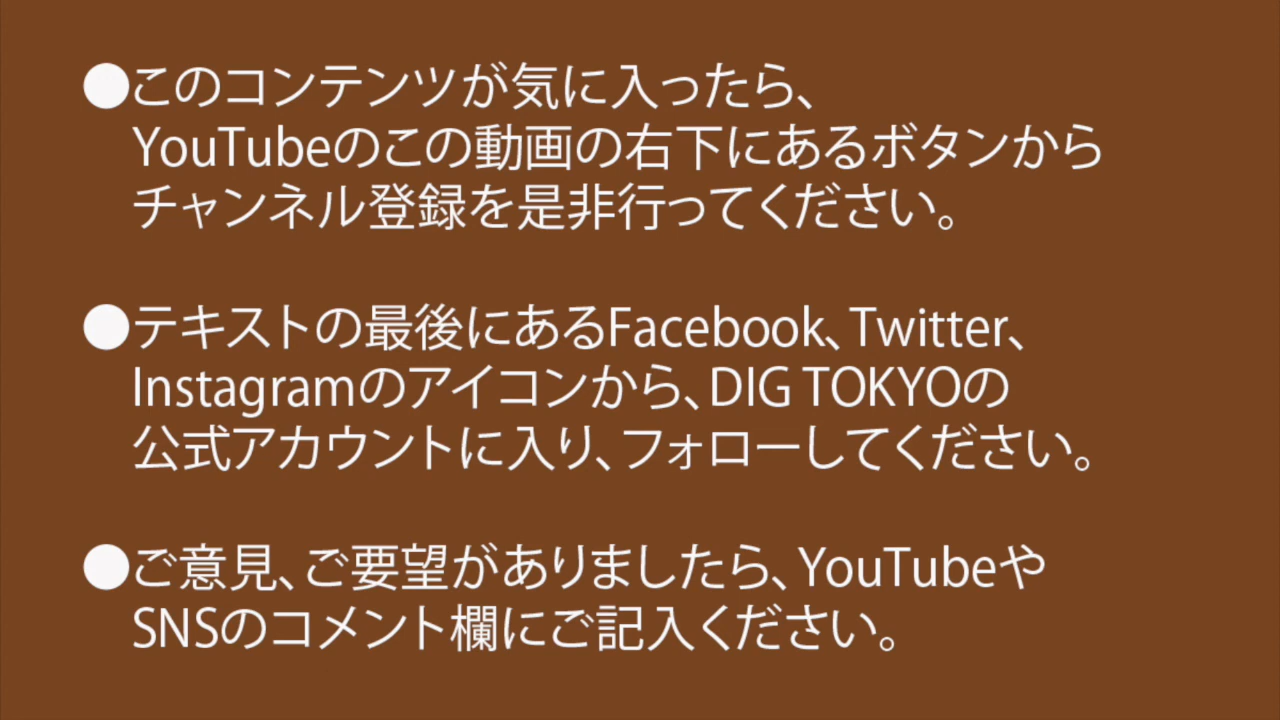 ●このコンテンツが気に入ったら、
YouTubeのこの動画の右下にあるボタンから
チャンネル登録を是非行ってください。
●テキストの最後にあるFacebook、Twitter、
Instagramのアイコンから、DIG TOKYOの
公式アカウントに入り、フォローしてください。
●ご意見、ご要望がありましたら、YouTubeや
SNSのコメント欄にご記入ください。